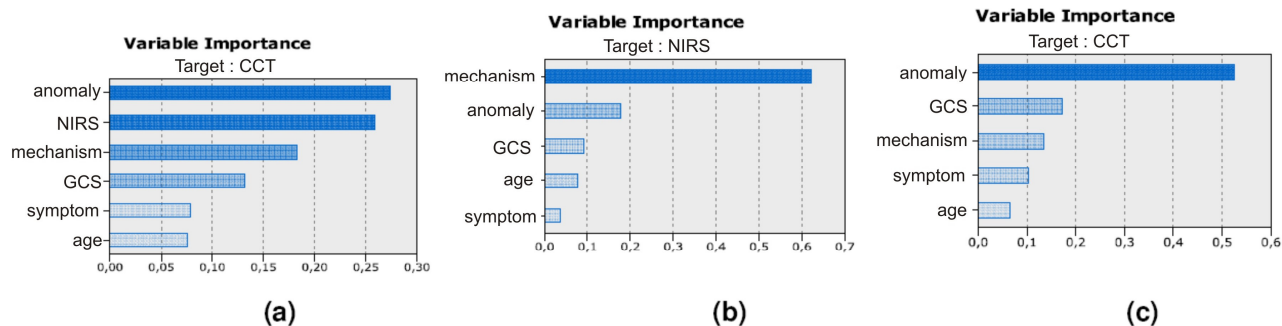 Variable Importance
Target : CCT
anomaly
NIRS
mechanism
GCS
symptom
age
0,00 0,05 0,10 0,15 0,20 0,25 0,30
(a)
Variable Importance
Target : NIRS
mechanism
anomaly
GCS
age
symptom
0,0 0,1 0,2 0,3 0,4 0,5 0,6 0,7
(b)
Variable Importance
Target : CCT
anomaly
GCS
mechanism
symptom
age
0,0 0,1 0,2 0,3 0,4 0,5 0,6
(c)